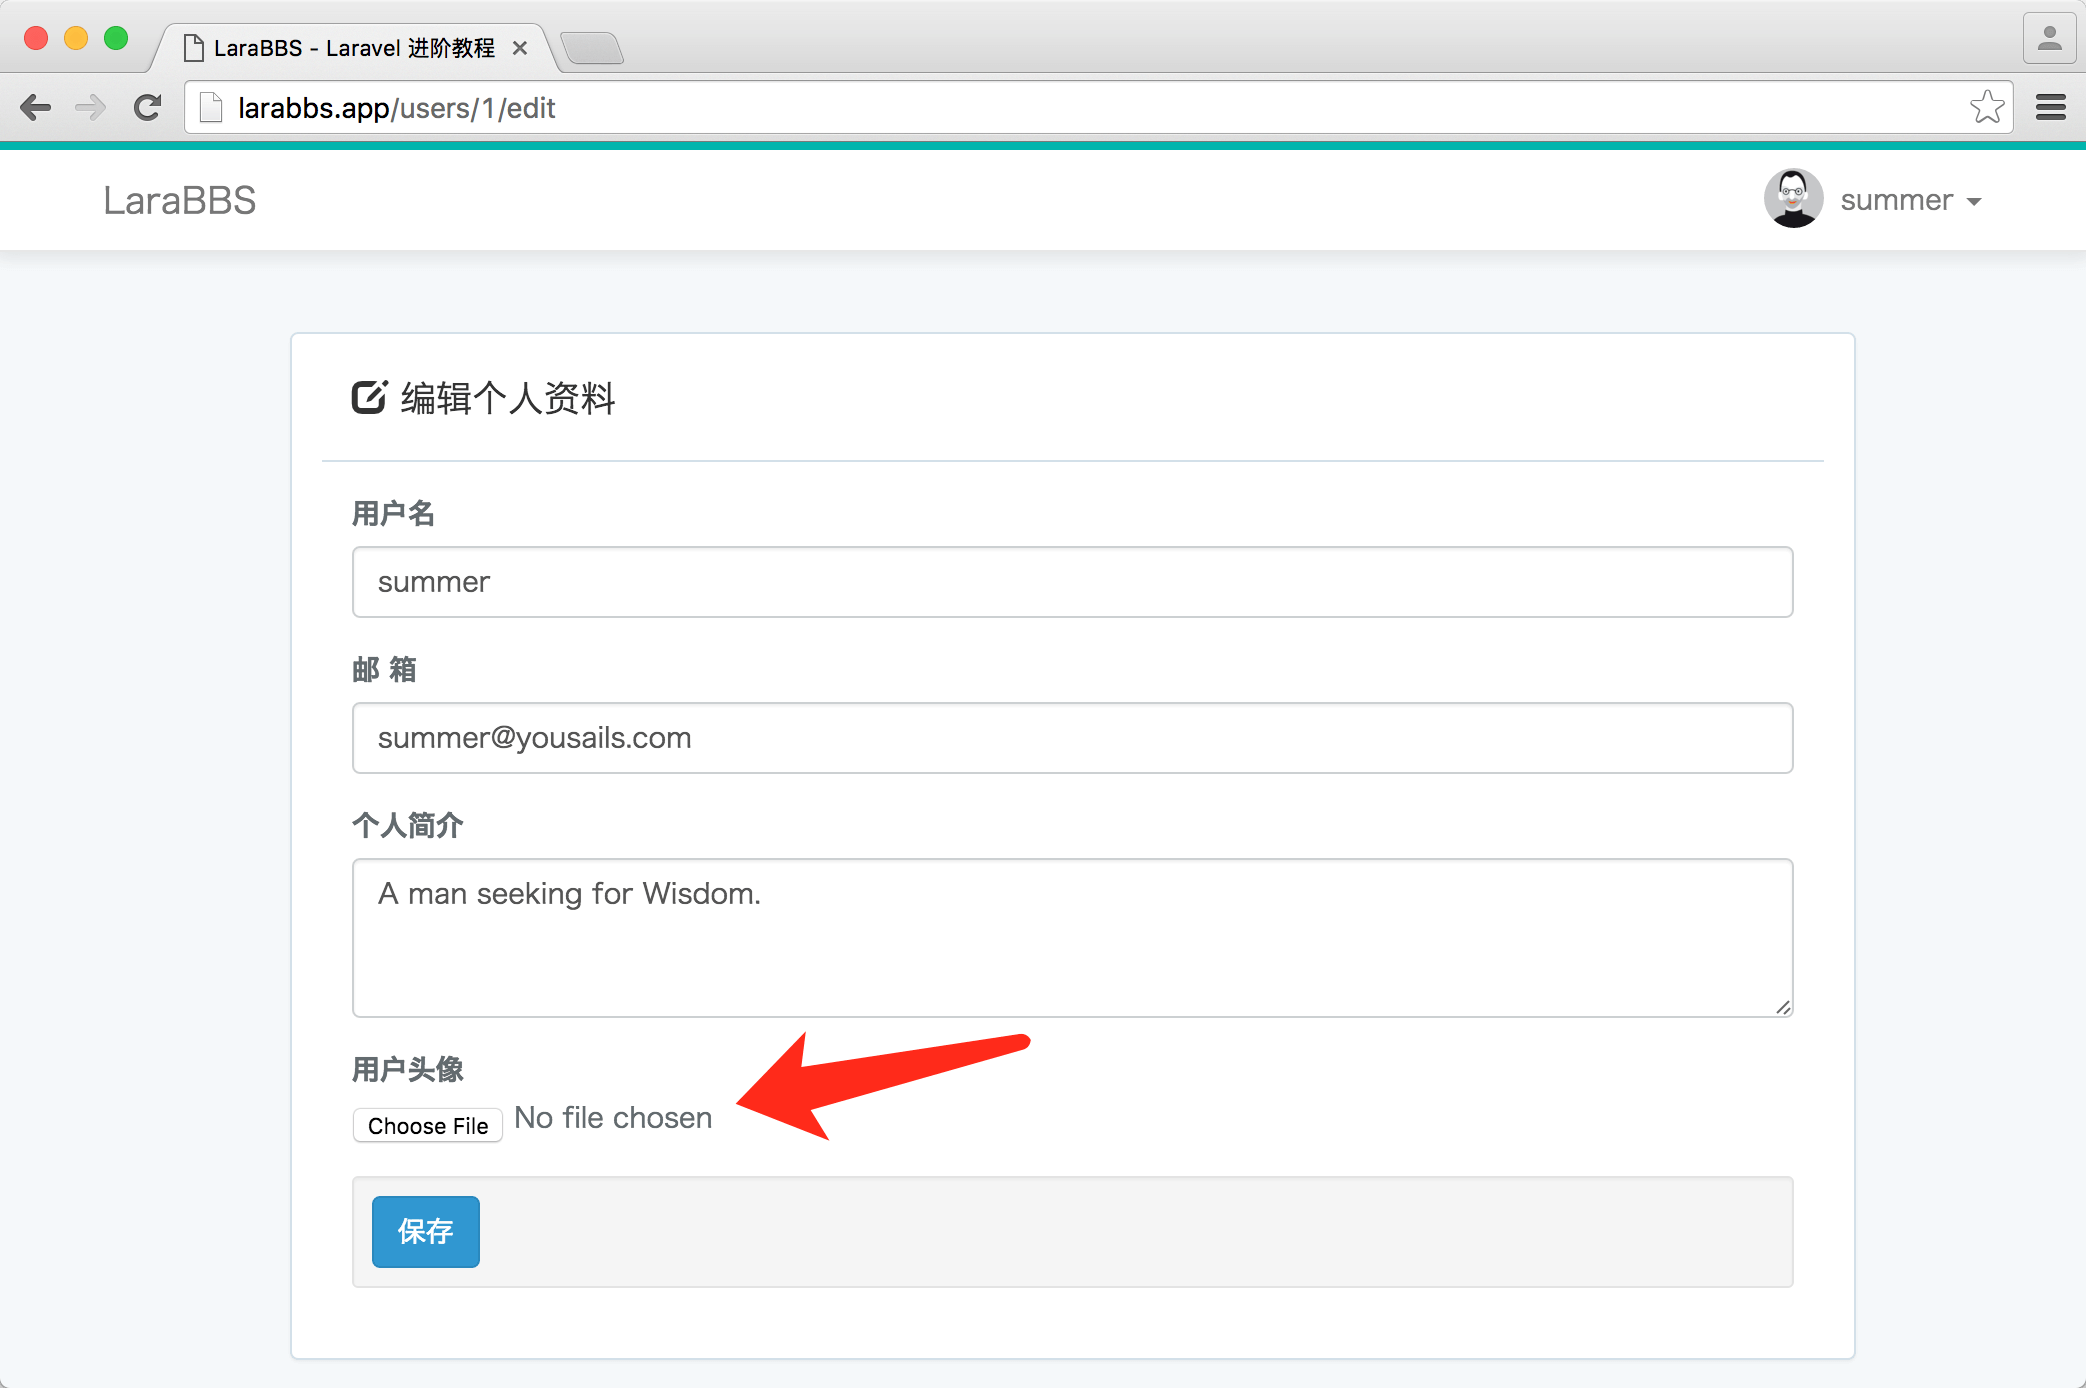 LaraBBS - Laravel 进阶教程
larabbs.app/users/1/edit
LaraBBS
summer
编辑个人资料
用户名
summer
邮 箱
summer@yousails.com
个人简介
A man seeking for Wisdom.
用户头像
Choose File No file chosen
保存